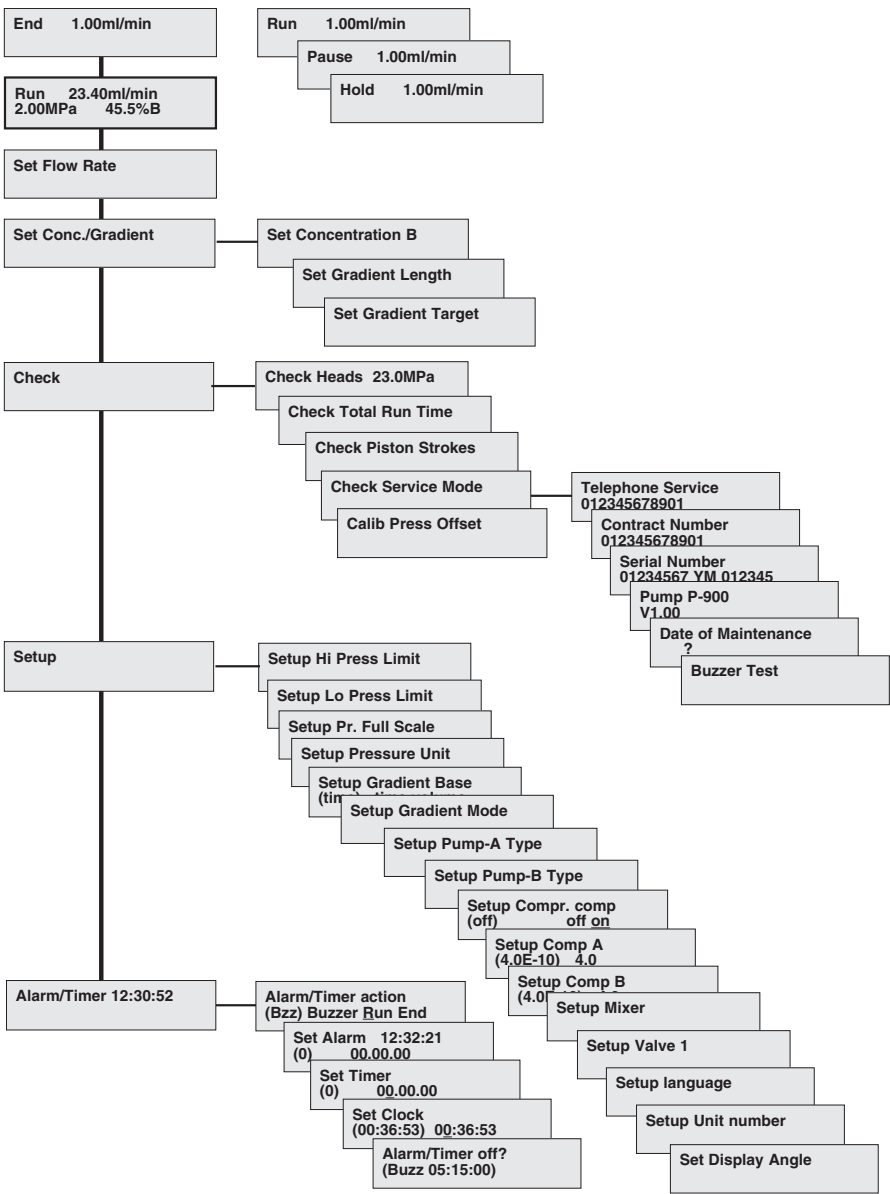 End 1.00ml/min
Run 1.00ml/min
Pause 1.00ml/min
Hold 1.00ml/min
Run 23.40ml/min
2.00MPa 45.5%B
Set Flow Rate
Set Conc./Gradient
Set Concentration B
Set Gradient Length
Set Gradient Target
Check
Check Heads 23.0MPa
Check Total Run Time
Check Piston Strokes
Check Service Mode
Calib Press Offset
Telephone Service
012345678901
Contract Number
012345678901
Serial Number
01234567 YM 012345
Pump P-900
V1.00
Date of Maintenance
?
Buzzer Test
Setup
Setup Hi Press Limit
Setup Lo Press Limit
Setup Pr. Full Scale
Setup Pressure Unit
Setup Gradient Base
Setup Gradient Mode
Setup Pump-A Type
Setup Pump-B Type
Setup Compr. comp
(off) off on
Setup Comp A
(4.0E-10) 4.0
Setup Comp B
Setup Mixer
Setup Valve 1
Setup language
Setup Unit number
Set Display Angle
Alarm/Timer 12:30:52
Alarm/Timer action
(Bzz) Buzzer Run End
Set Alarm 12:32:21
(0) 00.00.00
Set Timer
(0) 00.00.00
Set Clock
(00:36:53) 00:36:53
Alarm/Timer off?
(Buzz 05:15:00)